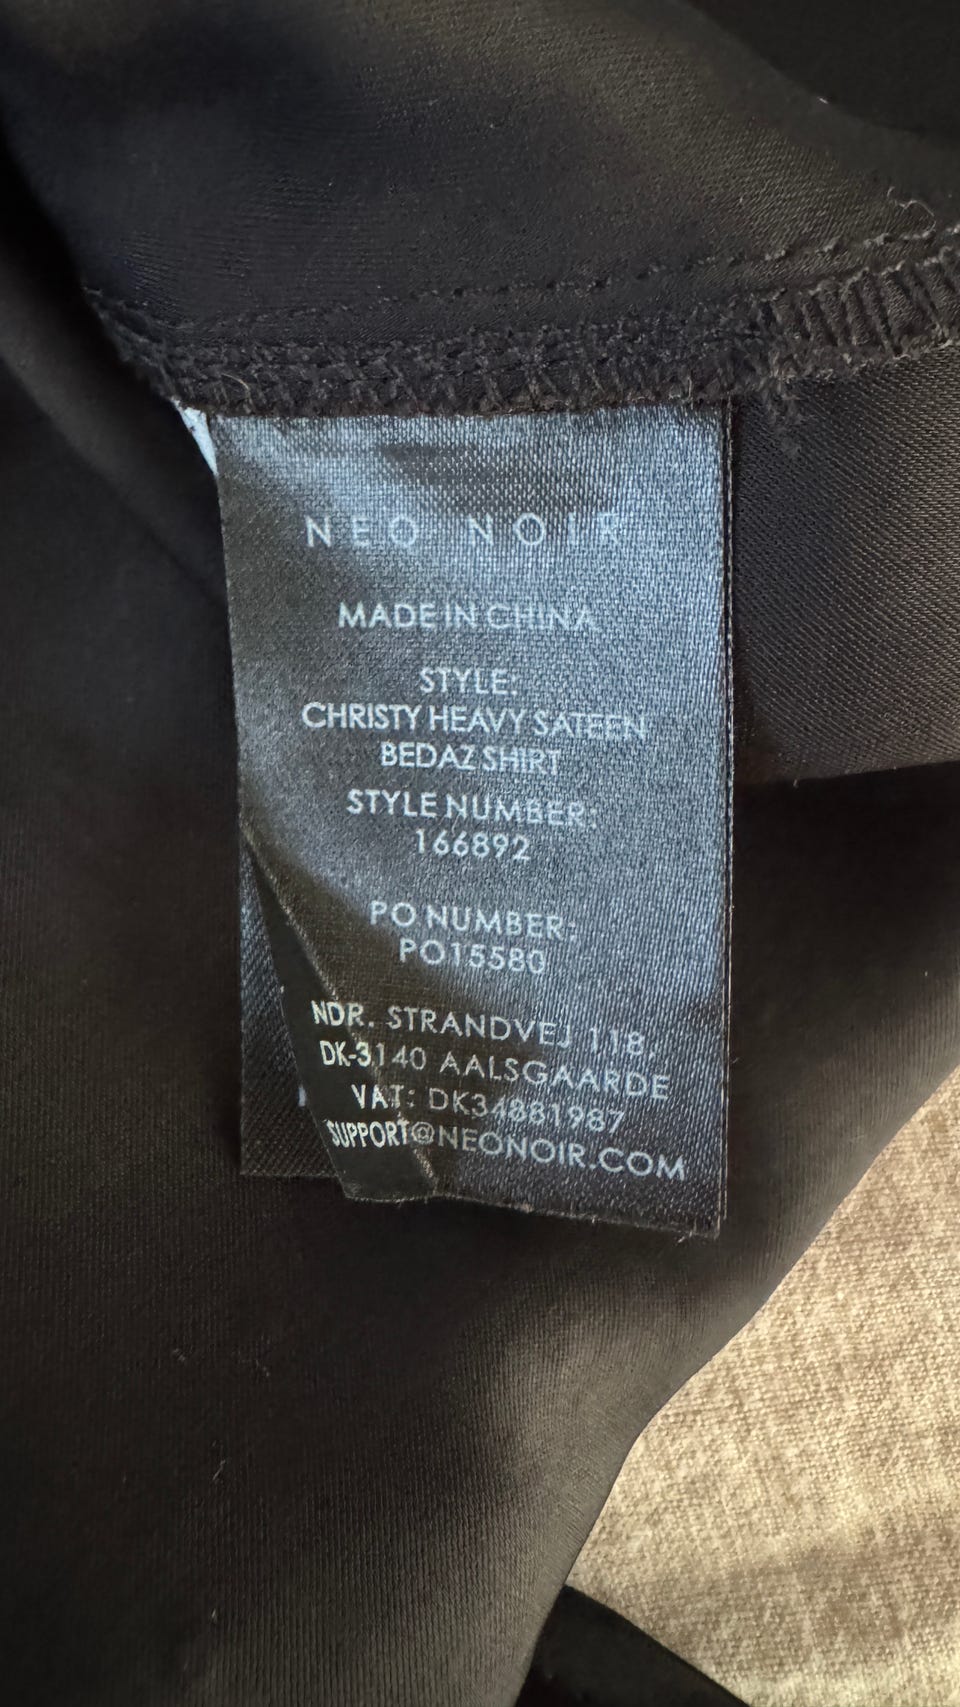 NEO NOIR
MADE IN CHINA
STYLE:
CHRISTY HEAVY SATEEN
BEDAZ SHIRT
STYLE NUMBER:
166892
PO NUMBER:
PO15580
NDR. STRANDVEJ 118,
DK-3140 AALSGAARDE
VAT: DK34881987
SUPPORT@NEONOIR.COM